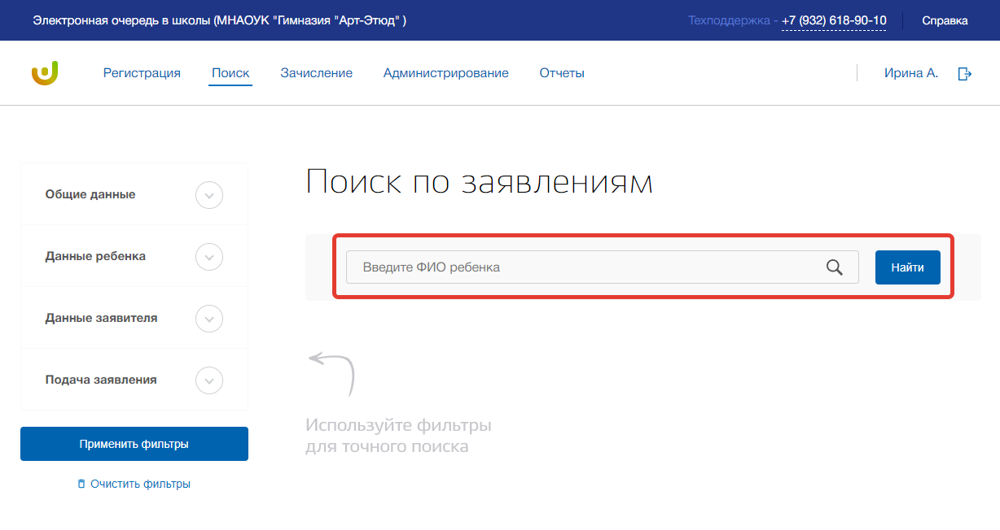 Электронная очередь в школы (МНАОУК "Гимназия "Арт-Этюд" )
Техподдержка - +7 (932) 618-90-10
Справка
Регистрация
Поиск
Зачисление
Администрирование
Отчеты
Ирина А.
Общие данные
Данные ребенка
Данные заявителя
Подача заявления
Применить фильтры
Очистить фильтры
Поиск по заявлениям
Введите ФИО ребенка
Найти
Используйте фильтры
для точного поиска